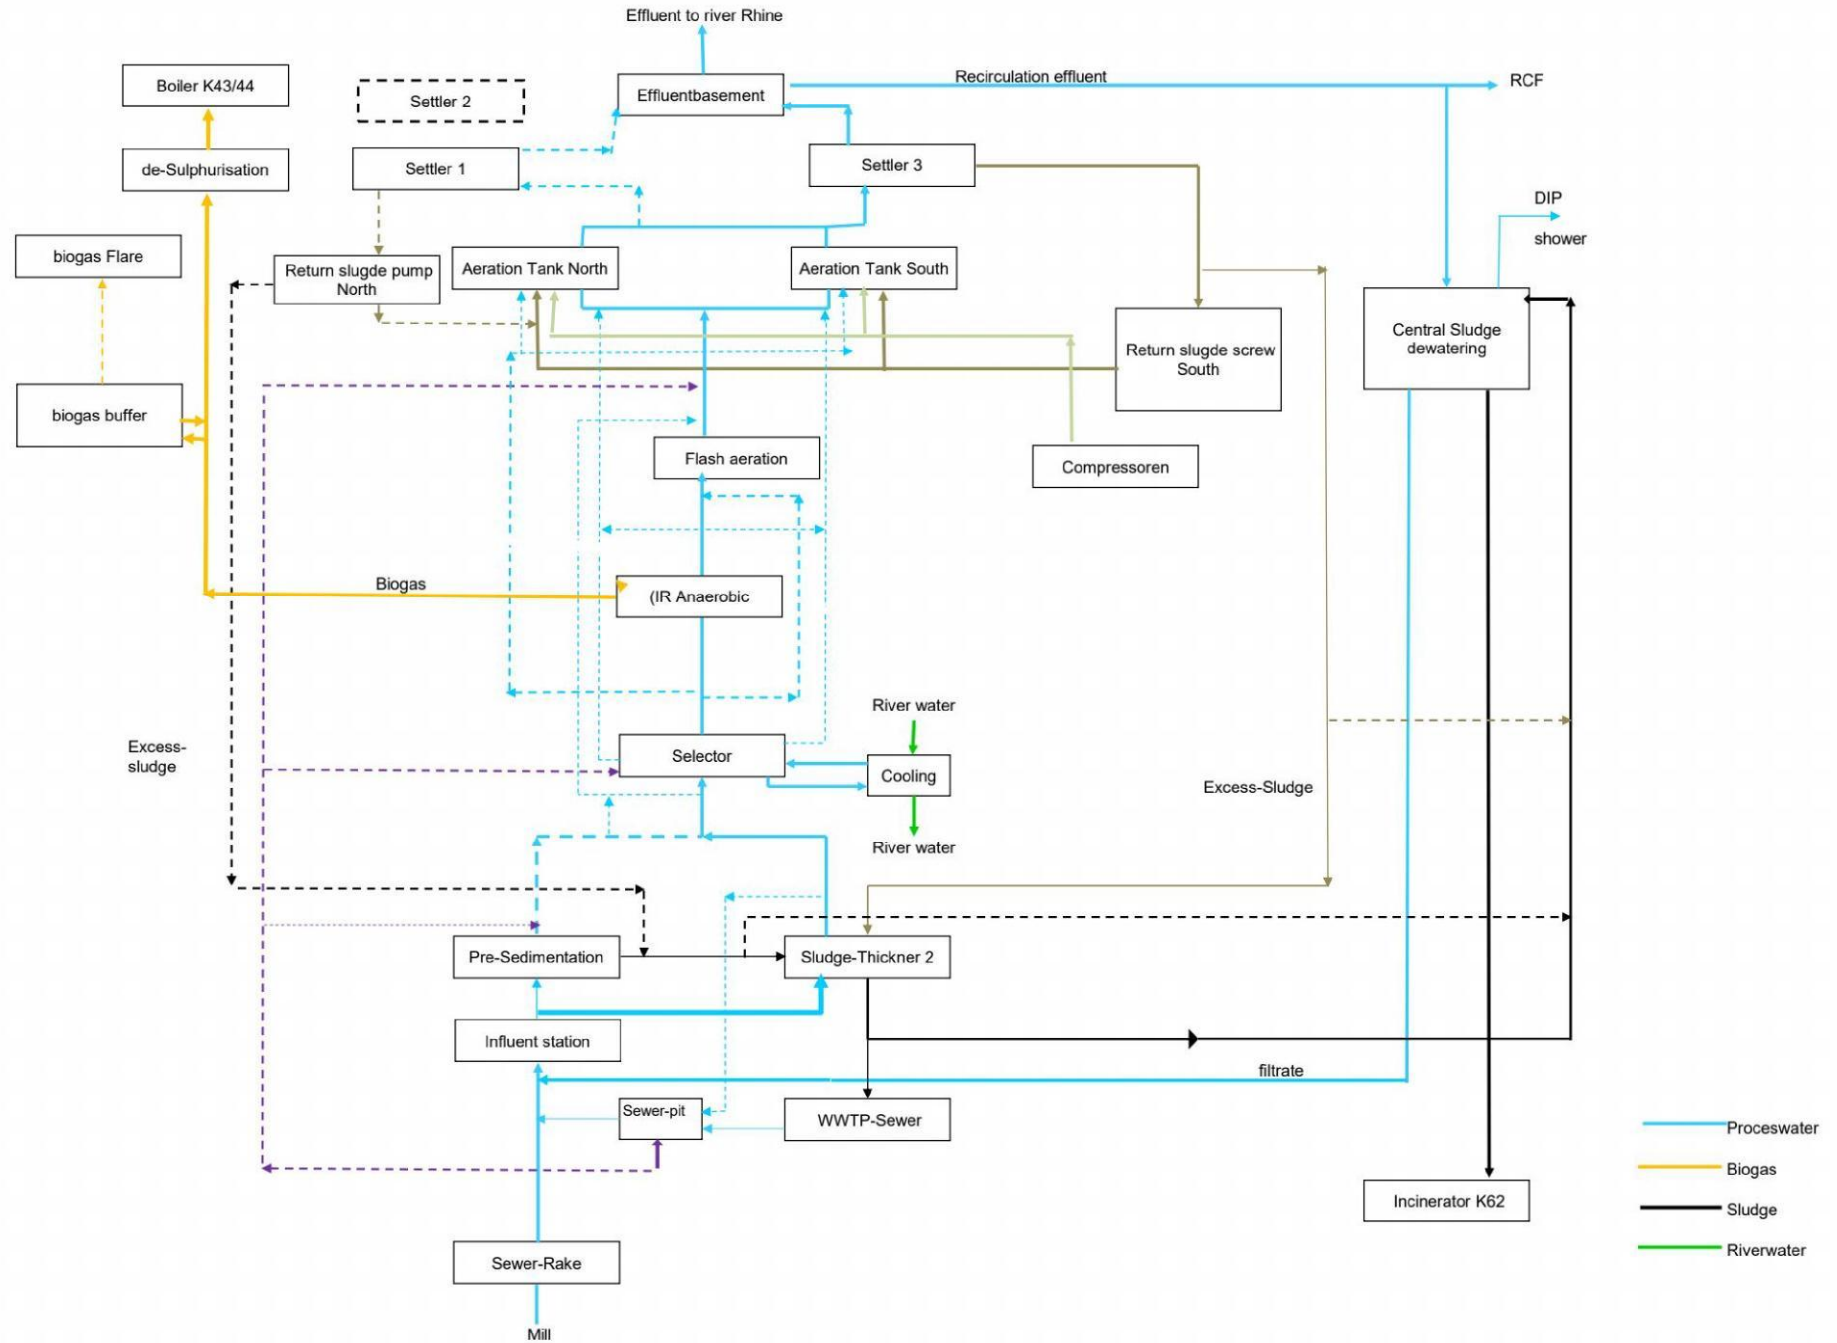 Effluent to river Rhine
Boiler K43/44
Settler 2
Effluentbasement
Recirculation effluent
RCF
de-Sulphurisation
Settler 1
Settler 3
DIP
shower
biogas Flare
Return slugde pump
North
Aeration Tank North
Aeration Tank South
Central Sludge
dewatering
Return slugde screw
South
biogas buffer
Flash aeration
Compressoren
Biogas
(IR Anaerobic
River water
Excess-
sludge
Selector
Cooling
Excess-Sludge
River water
Pre-Sedimentation
Sludge-Thickner 2
Influent station
filtrate
Sewer-pit
WWTP-Sewer
Proceswater
Biogas
Incinerator K62
Sludge
Riverwater
Sewer-Rake
Mill